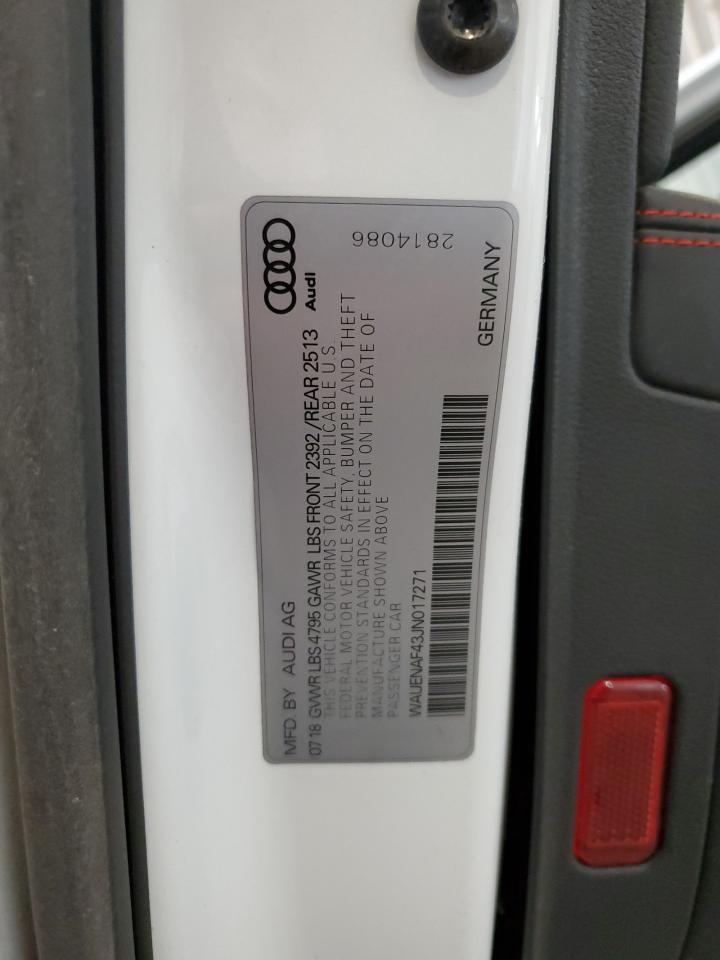 MFD. BY AUDI AG
07 18 GVWR LBS 4795 GAWR LBS FRONT 2392 /REAR 2513
THIS VEHICLE CONFORMS TO ALL APPLICABLE U.S.
FEDERAL MOTOR VEHICLE SAFETY, BUMPER AND THEFT
PREVENTION STANDARDS IN EFFECT ON THE DATE OF
MANUFACTURE SHOWN ABOVE
PASSENGER CAR
WAUENAF43JN017271
GERMANY
Audi
2814086